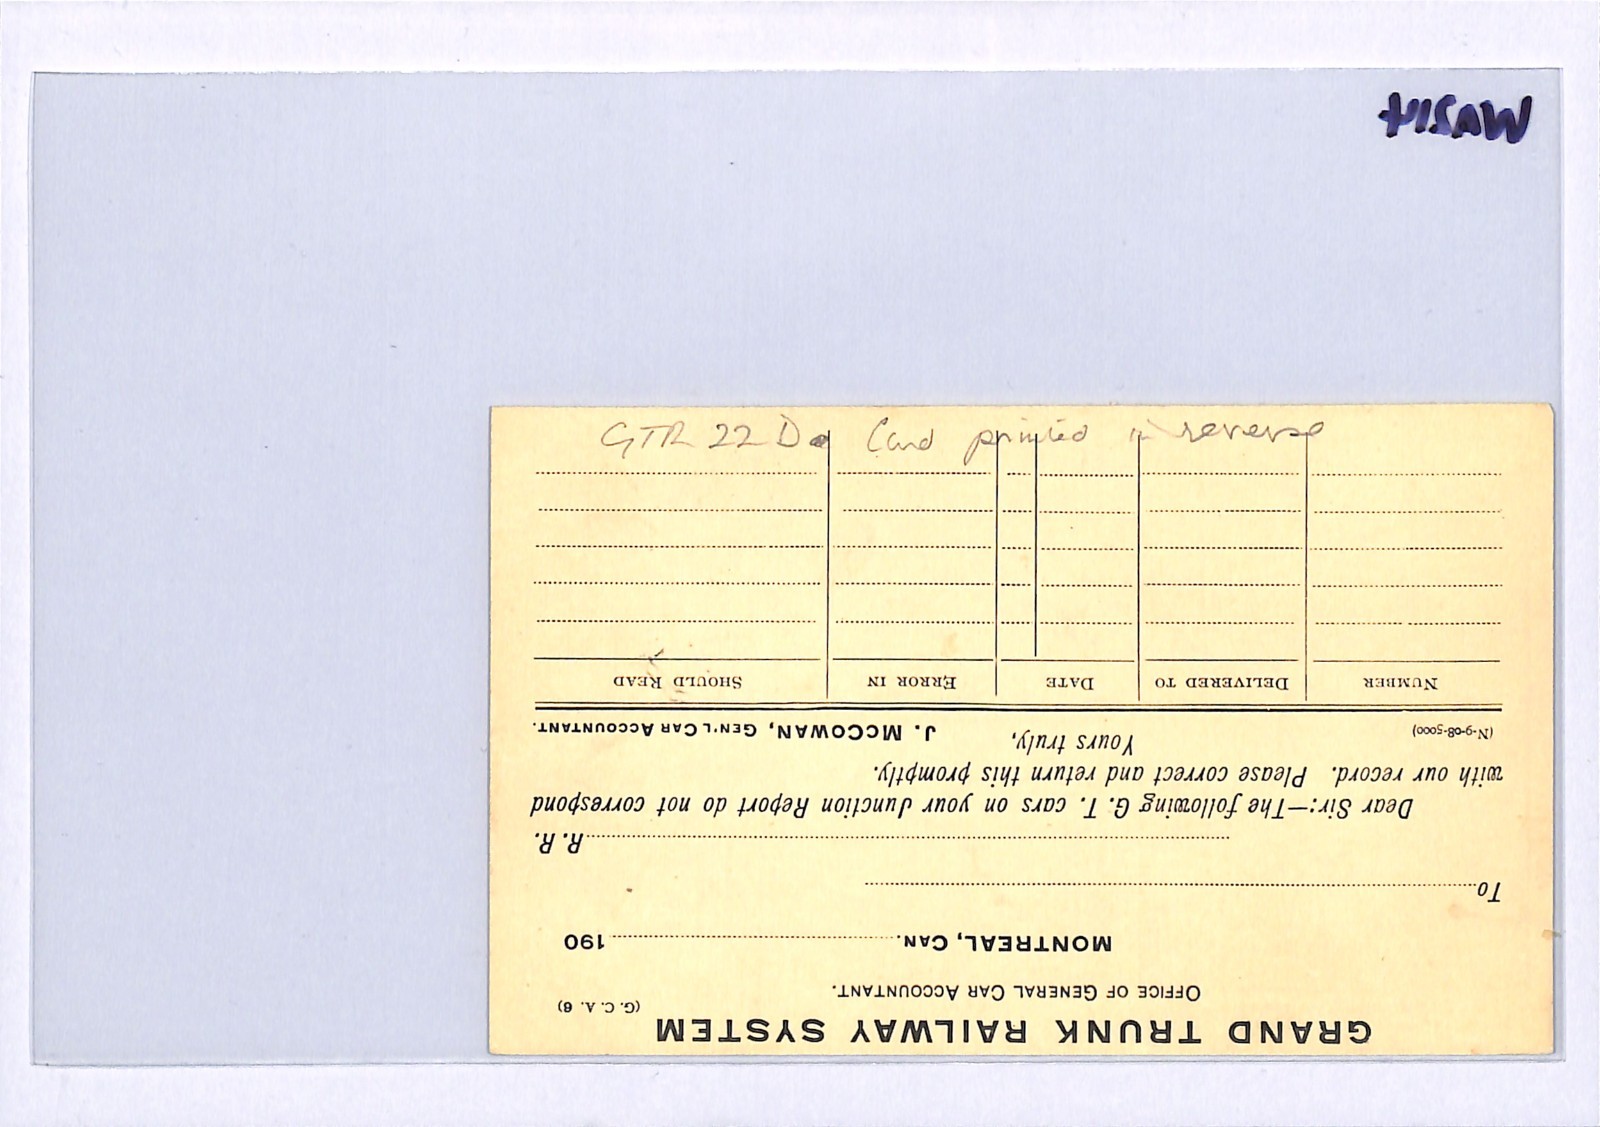 GRAND TRUNK RAILWAY SYSTEM
(G. C. A. 6)
OFFICE OF GENERAL CAR ACCOUNTANT.
MONTREAL, CAN. 190
To
R. R.
Dear Sir:—The following G. T. cars on your Junction Report do not correspond
with our record. Please correct and return this promptly.
Yours truly,
(N-9-08-5000) J. McCOWAN, GEN'L CAR ACCOUNTANT.
NUMBER DELIVERED TO DATE ERROR IN SHOULD READ
GTR 22 Card printed in reverse